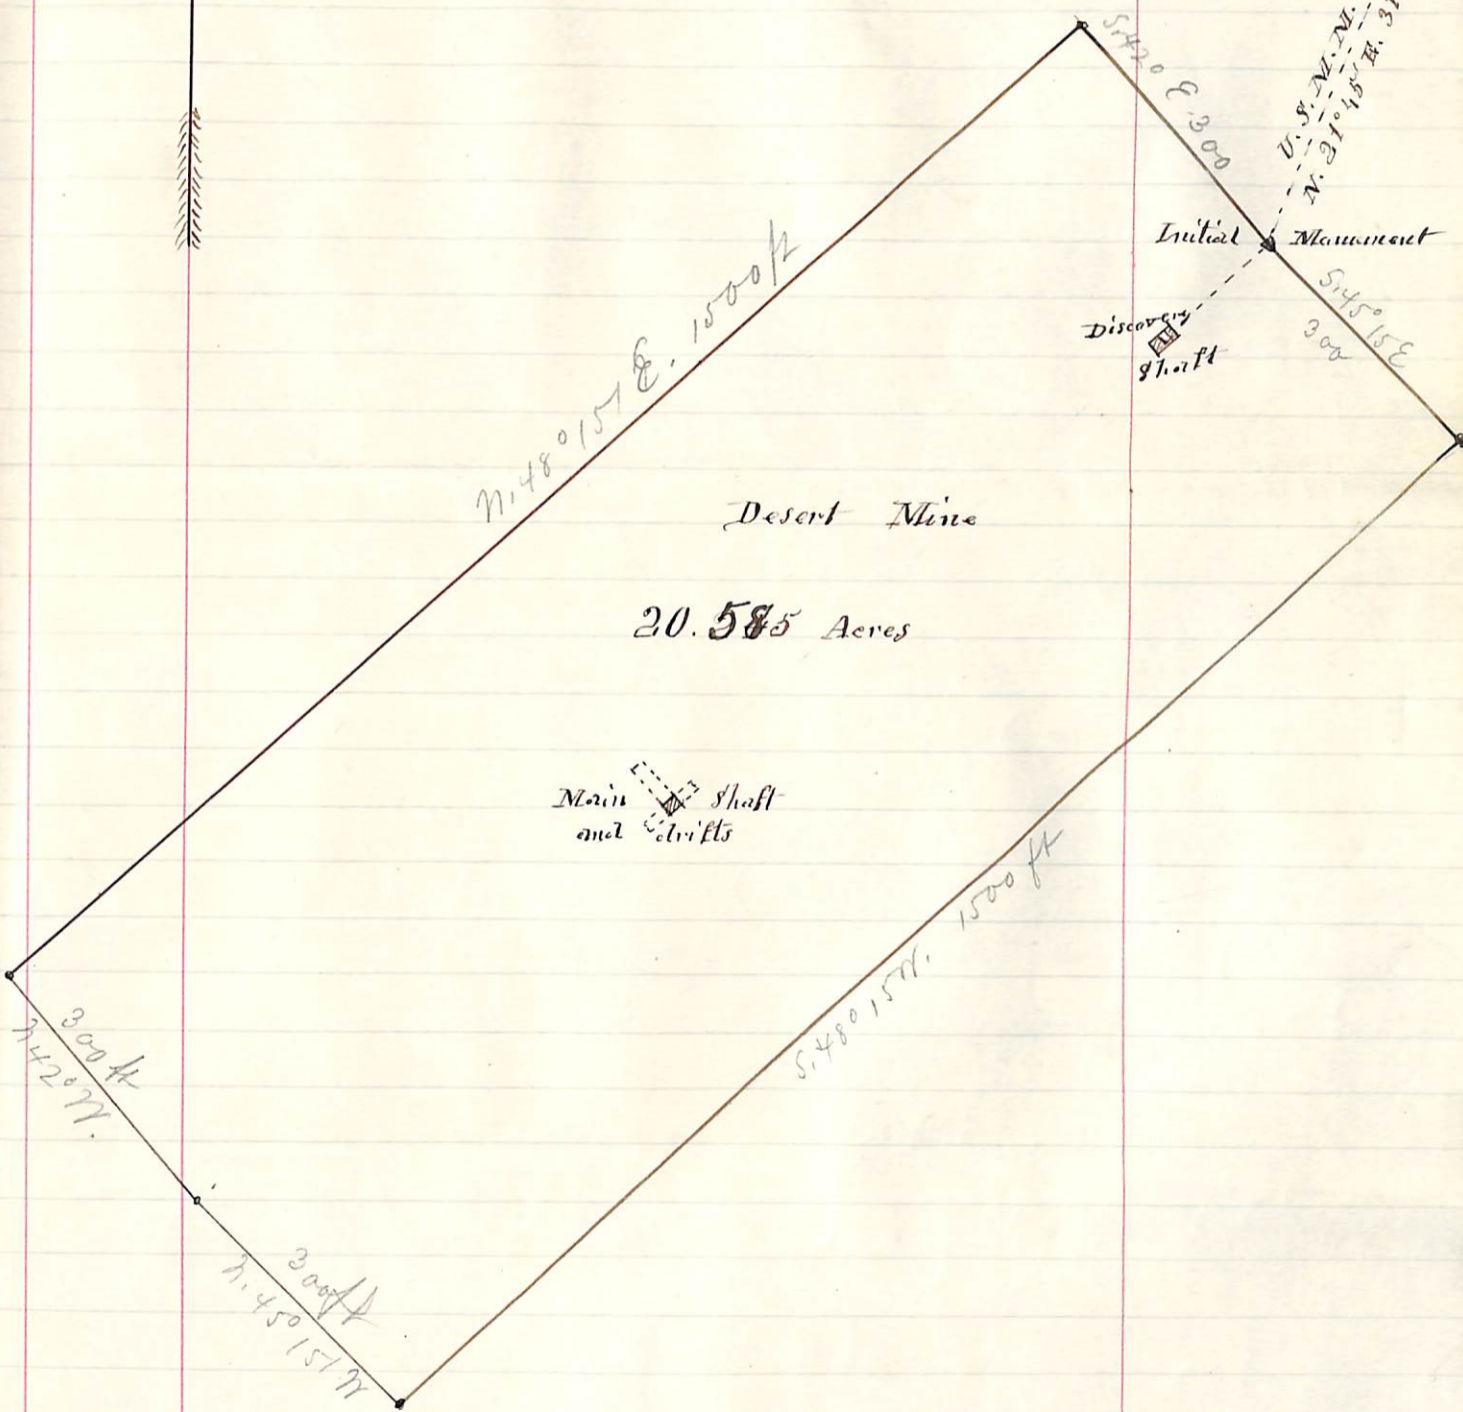 S. 42° E. 300
U. S. M. M.
N. 21° 45' E. 31
Initial Monument
S. 45° 15 E
300
Discovery
Shaft
N. 48° 15' E. 1500 ft
Desert Mine
20.585 Acres
Main Shaft
and drifts
S. 48° 15 W. 1500 ft
300 ft
N 42° W.
300 ft
N. 45° 15' W